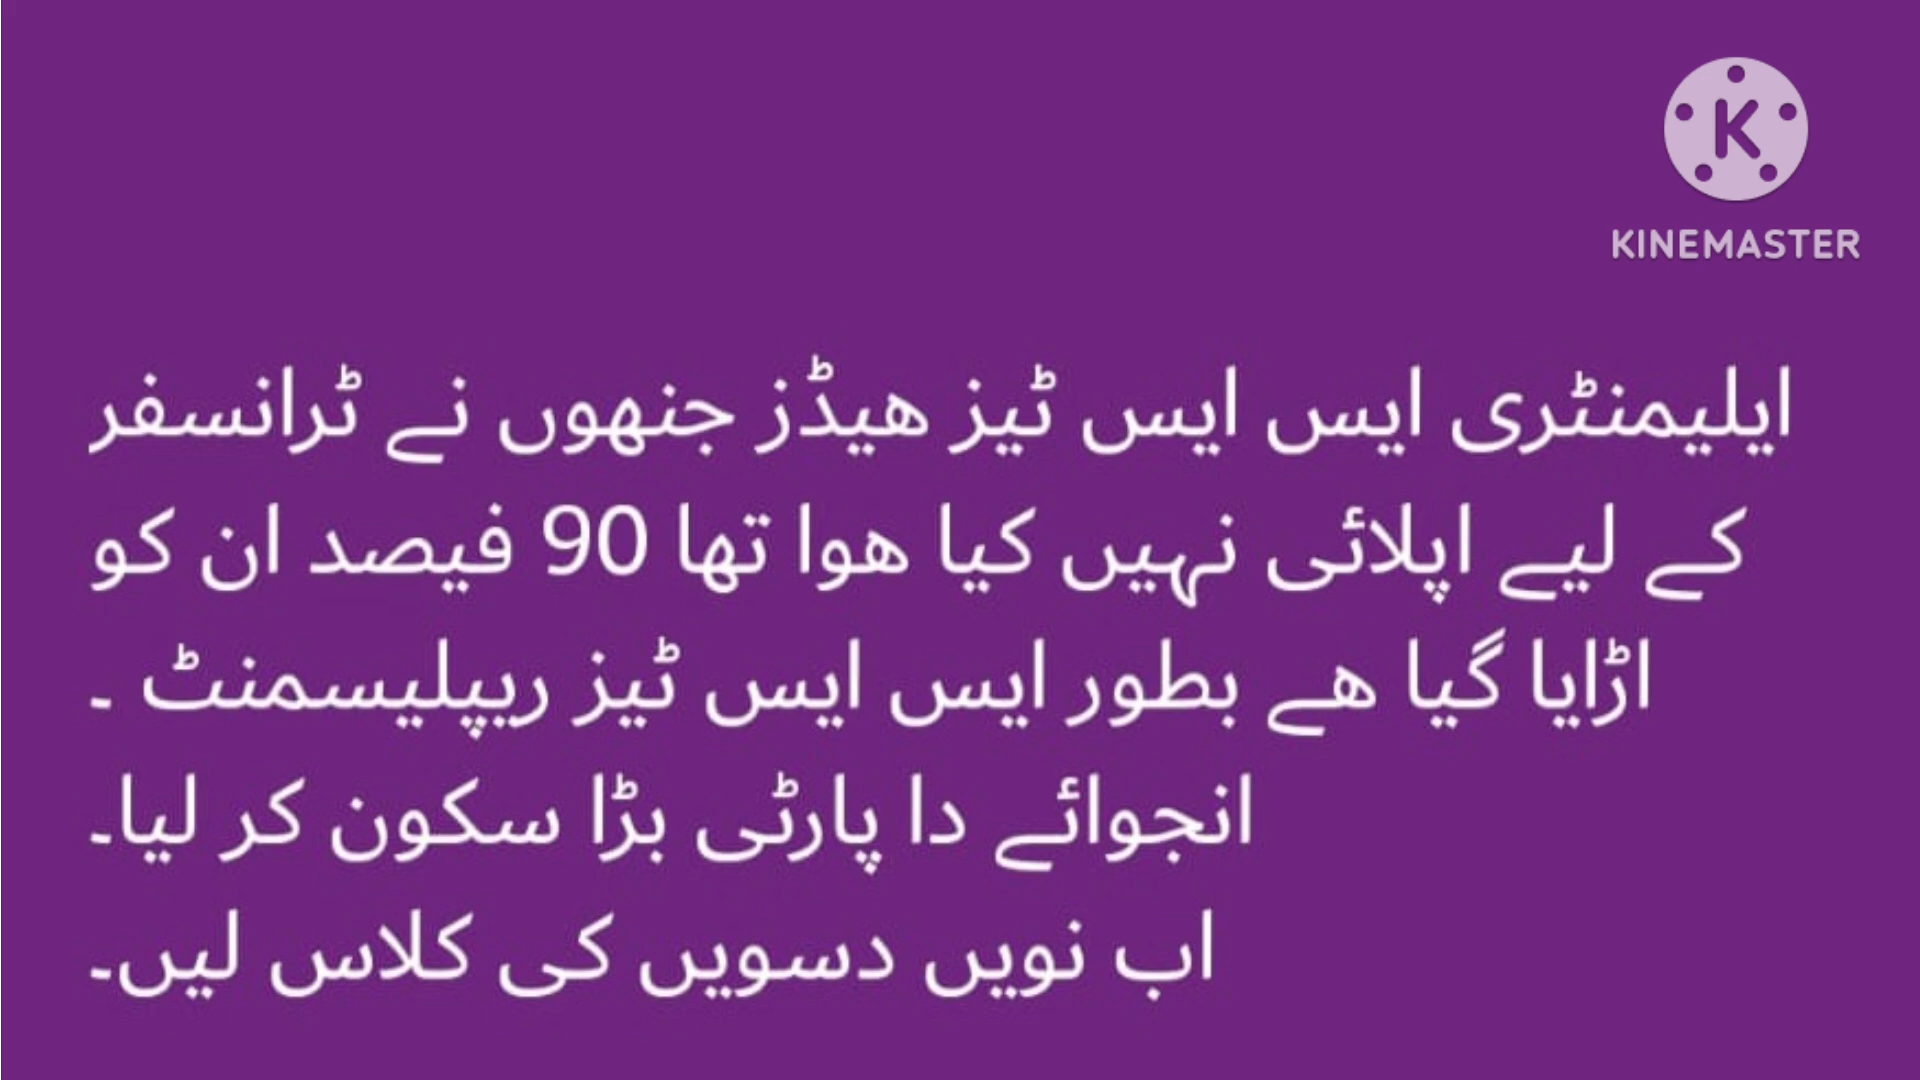 KINEMASTER
ایلیمنٹری ایس ایس ٹیز ھیڈز جنھوں نے ٹرانسفر
کے لیے اپلائی نہیں کیا ھوا تھا 90 فیصد ان کو
اڑایا گیا ھے بطور ایس ایس ٹیز ریپلیسمنٹ ۔
انجوائے دا پارٹی بڑا سکون کر لیا۔
اب نویں دسویں کی کلاس لیں۔